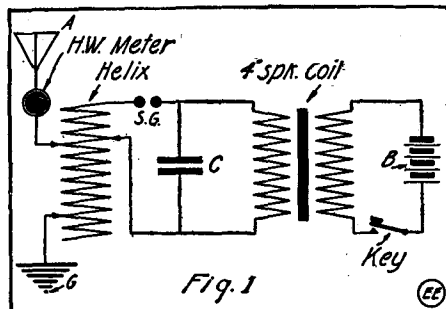 A
H.W. Meter
Helix
4" spk. coil
S.G.
C
B
Key
G
Fig. 1
EE